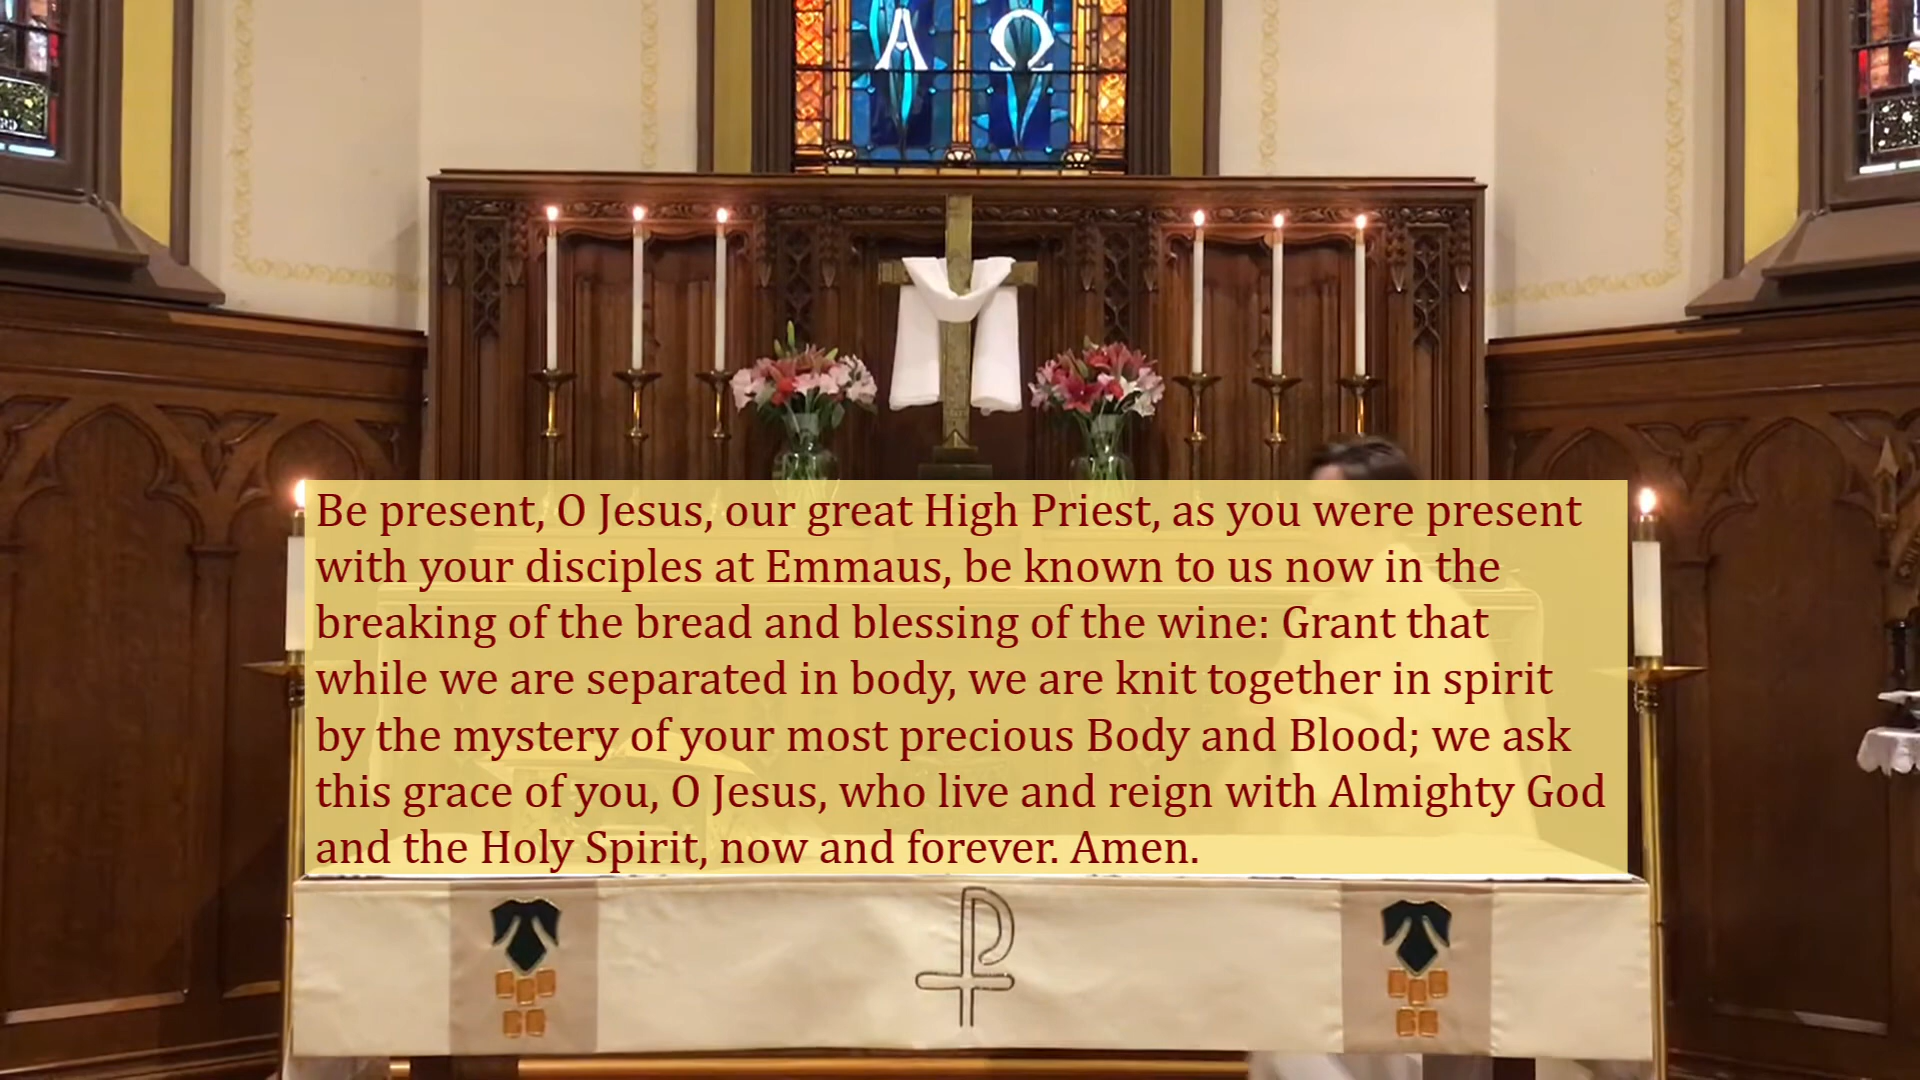 Α Ω
Be present, O Jesus, our great High Priest, as you were present
with your disciples at Emmaus, be known to us now in the
breaking of the bread and blessing of the wine: Grant that
while we are separated in body, we are knit together in spirit
by the mystery of your most precious Body and Blood; we ask
this grace of you, O Jesus, who live and reign with Almighty God
and the Holy Spirit, now and forever. Amen.